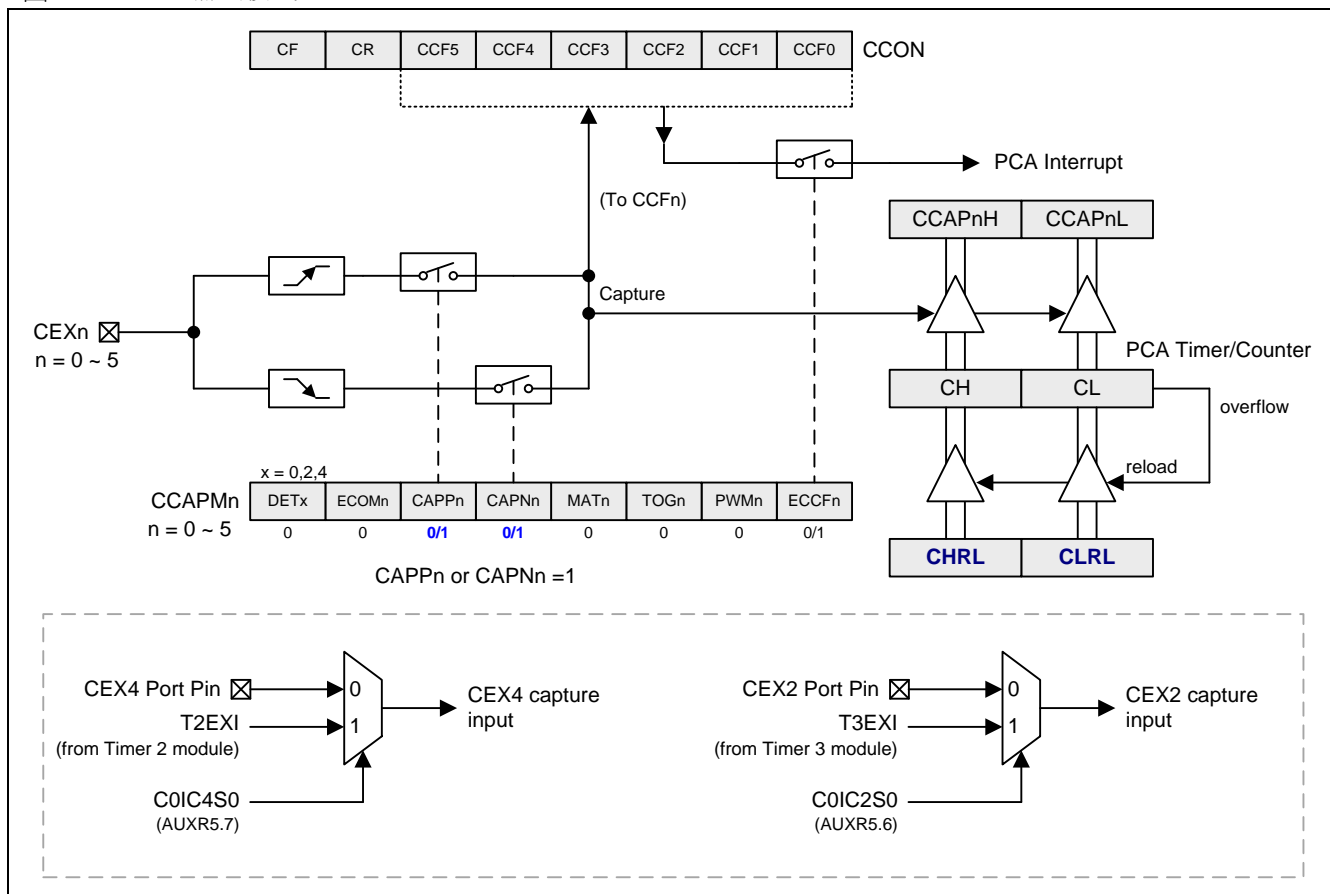 CF CR CCF5 CCF4 CCF3 CCF2 CCF1 CCF0 CCON
PCA Interrupt
(To CCFn)
CCAPnH CCAPnL
Capture
CEXn
n = 0 ~ 5
PCA Timer/Counter
CH CL
overflow
reload
x = 0,2,4
CCAPMn DETx ECOMn CAPPn CAPNn MATn TOGn PWMn ECCFn
n = 0 ~ 5 0 0 0/1 0/1 0 0 0 0/1
CHRL CLRL
CAPPn or CAPNn =1
CEX4 Port Pin 0
T2EXI 1
(from Timer 2 module)
CEX4 capture
input
C0IC4S0
(AUXR5.7)
CEX2 Port Pin 0
T3EXI 1
(from Timer 3 module)
CEX2 capture
input
C0IC2S0
(AUXR5.6)